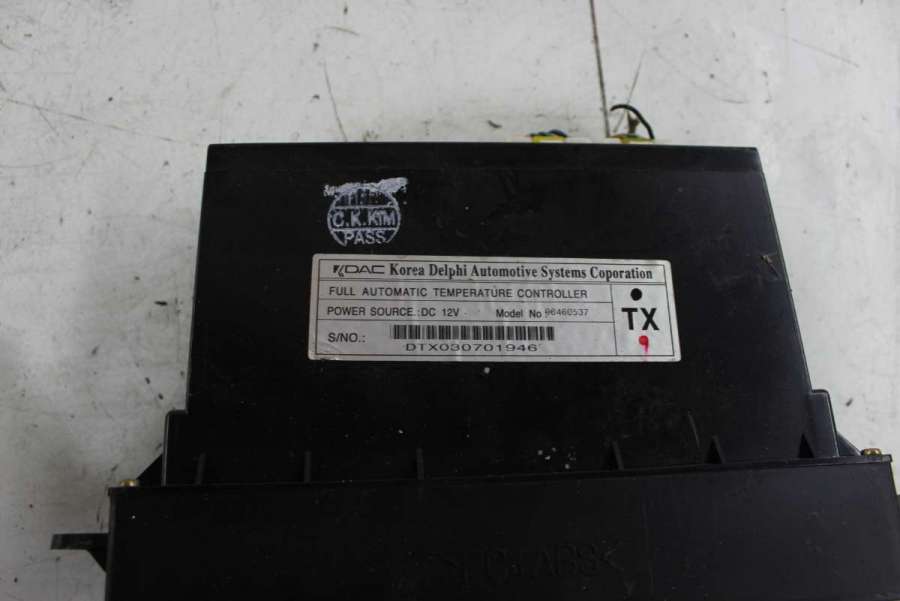 C.K.KIM
PASS
KDAC Korea Delphi Automotive Systems Coporation
FULL AUTOMATIC TEMPERATURE CONTROLLER
POWER SOURCE : DC 12V
Model No 96460537
TX
S/NO.:
DTX030701946